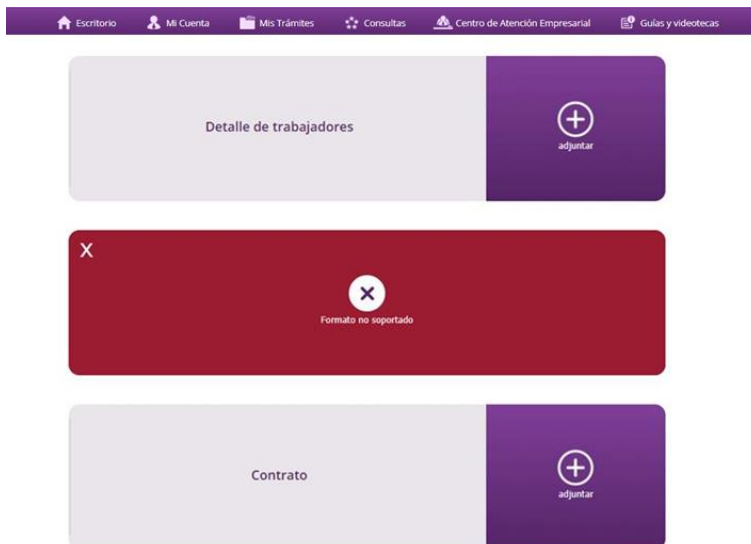 Escritorio
Mi Cuenta
Mis Trámites
Consultas
Centro de Atención Empresarial
Guías y videotecas
Detalle de trabajadores
adjuntar
X
Formato no soportado
Contrato
adjuntar